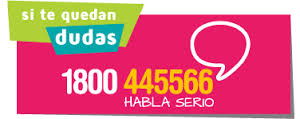 si te quedan
dudas
1800 445566
HABLA SERIO